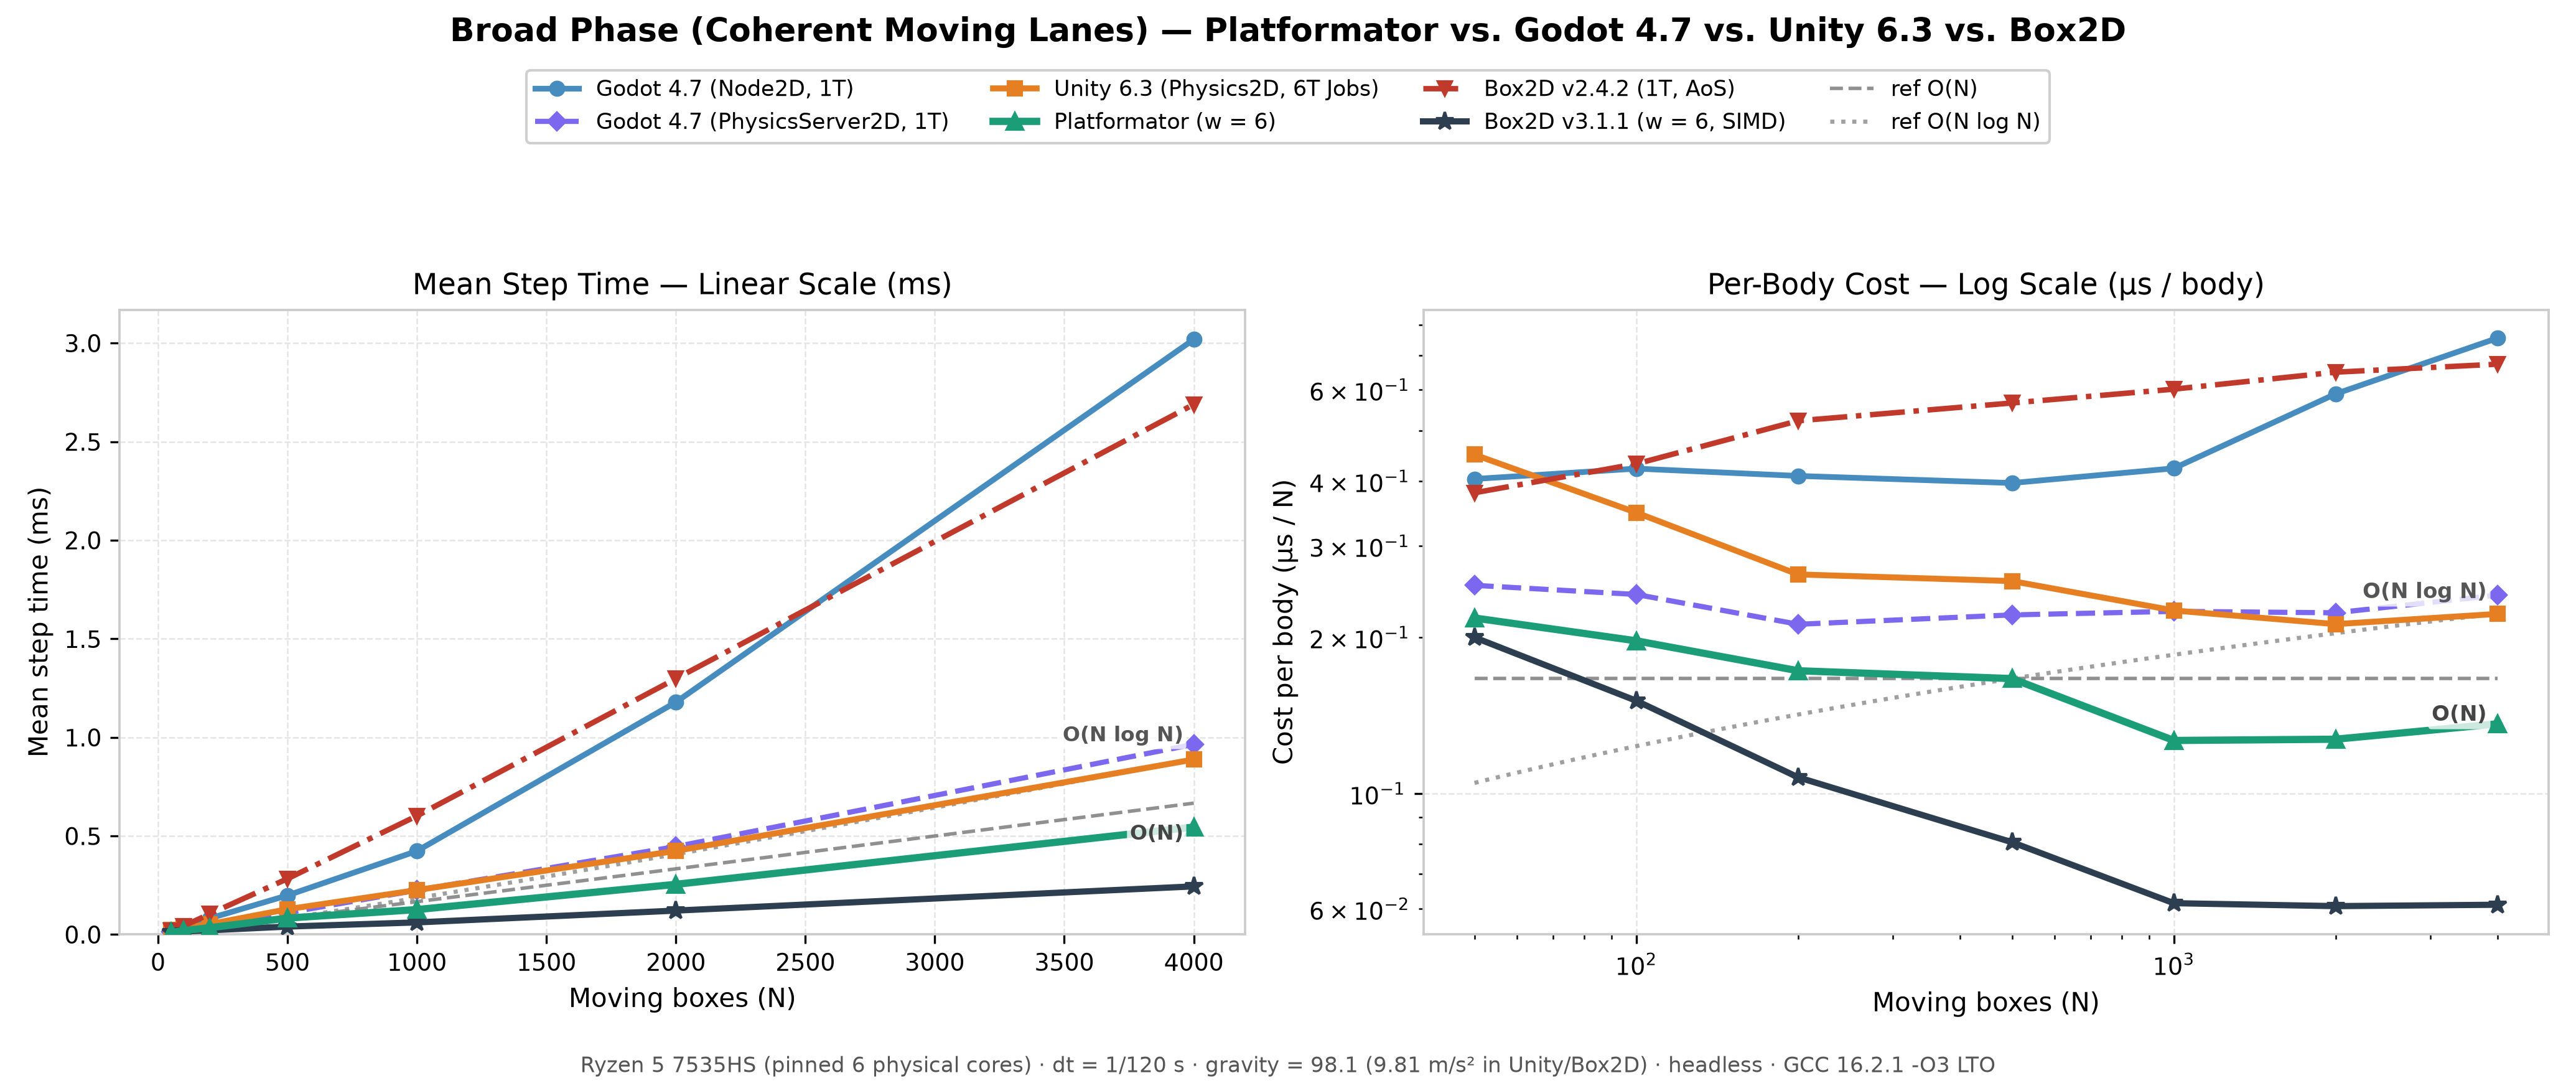 Broad Phase (Coherent Moving Lanes) — Platformator vs. Godot 4.7 vs. Unity 6.3 vs. Box2D
Godot 4.7 (Node2D, 1T)
Godot 4.7 (PhysicsServer2D, 1T)
Unity 6.3 (Physics2D, 6T Jobs)
Platformator (w = 6)
Box2D v2.4.2 (1T, AoS)
Box2D v3.1.1 (w = 6, SIMD)
ref O(N)
ref O(N log N)
Mean Step Time — Linear Scale (ms)
Mean step time (ms)
3.0
2.5
2.0
1.5
1.0
0.5
0.0
O(N log N)
O(N)
0 500 1000 1500 2000 2500 3000 3500 4000
Moving boxes (N)
Per-Body Cost — Log Scale (µs / body)
Cost per body (µs / N)
6 × 10⁻¹
4 × 10⁻¹
3 × 10⁻¹
2 × 10⁻¹
10⁻¹
6 × 10⁻²
O(N log N)
O(N)
10² 10³
Moving boxes (N)
Ryzen 5 7535HS (pinned 6 physical cores) · dt = 1/120 s · gravity = 98.1 (9.81 m/s² in Unity/Box2D) · headless · GCC 16.2.1 -O3 LTO